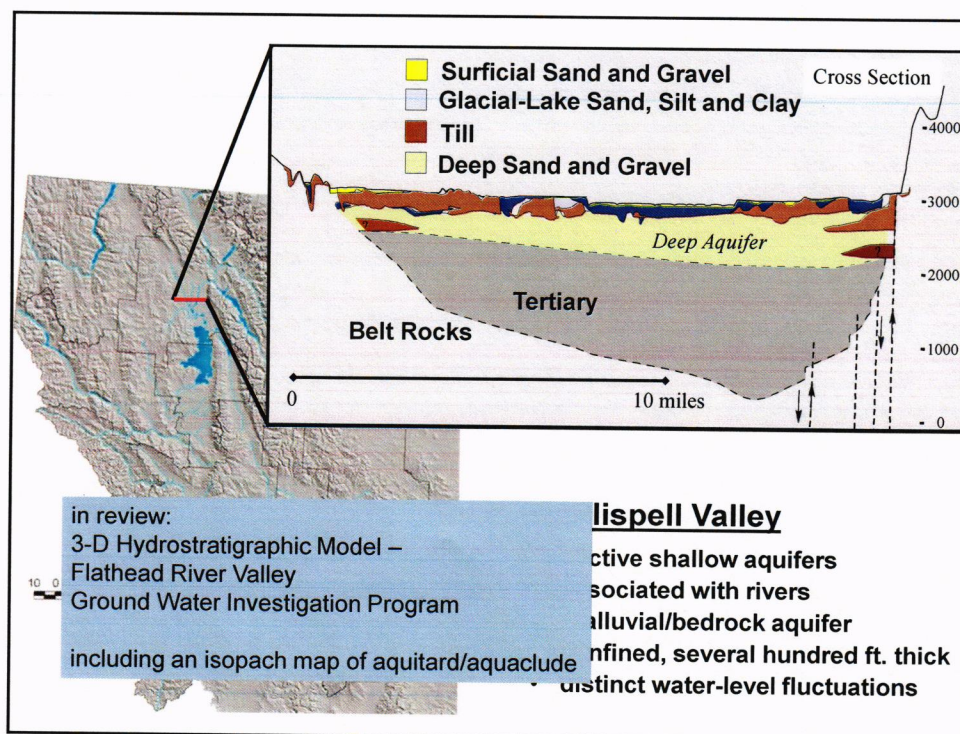 Surficial Sand and Gravel
Glacial-Lake Sand, Silt and Clay
Till
Deep Sand and Gravel
Cross Section
4000
3000
Deep Aquifer
?
?
2000
Tertiary
Belt Rocks
1000
0
10 miles
0
in review:
3-D Hydrostratigraphic Model –
Flathead River Valley
Ground Water Investigation Program
including an isopach map of aquitard/aquaclude
10 0
lispell Valley
ctive shallow aquifers
sociated with rivers
alluvial/bedrock aquifer
nfined, several hundred ft. thick
distinct water-level fluctuations